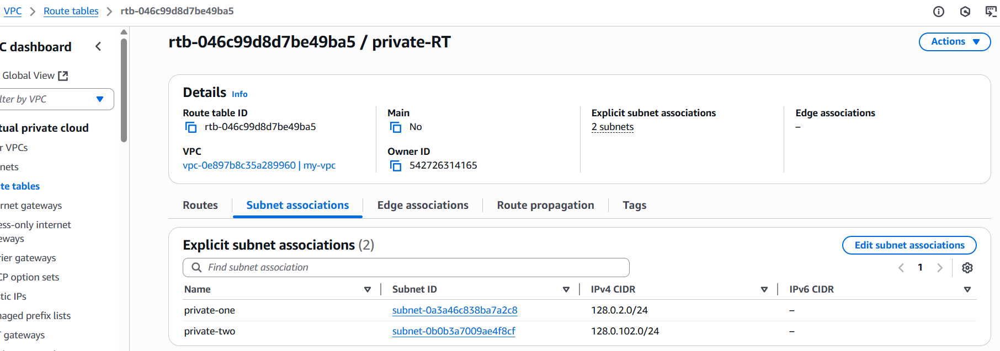 VPC > Route tables > rtb-046c99d8d7be49ba5
C dashboard
Global View
lter by VPC
tual private cloud
r VPCs
nets
te tables
rnet gateways
ess-only internet
eways
rier gateways
CP option sets
stic IPs
naged prefix lists
T gateways
rtb-046c99d8d7be49ba5 / private-RT
Actions
Details Info
Route table ID
rtb-046c99d8d7be49ba5
Main
No
Explicit subnet associations
2 subnets
Edge associations
–
VPC
vpc-0e897b8c35a289960 | my-vpc
Owner ID
542726314165
Routes Subnet associations Edge associations Route propagation Tags
Explicit subnet associations (2)
Edit subnet associations
Find subnet association
1
Name Subnet ID IPv4 CIDR IPv6 CIDR
private-one subnet-0a3a46c838ba7a2c8 128.0.2.0/24 –
private-two subnet-0b0b3a7009ae4f8cf 128.0.102.0/24 –